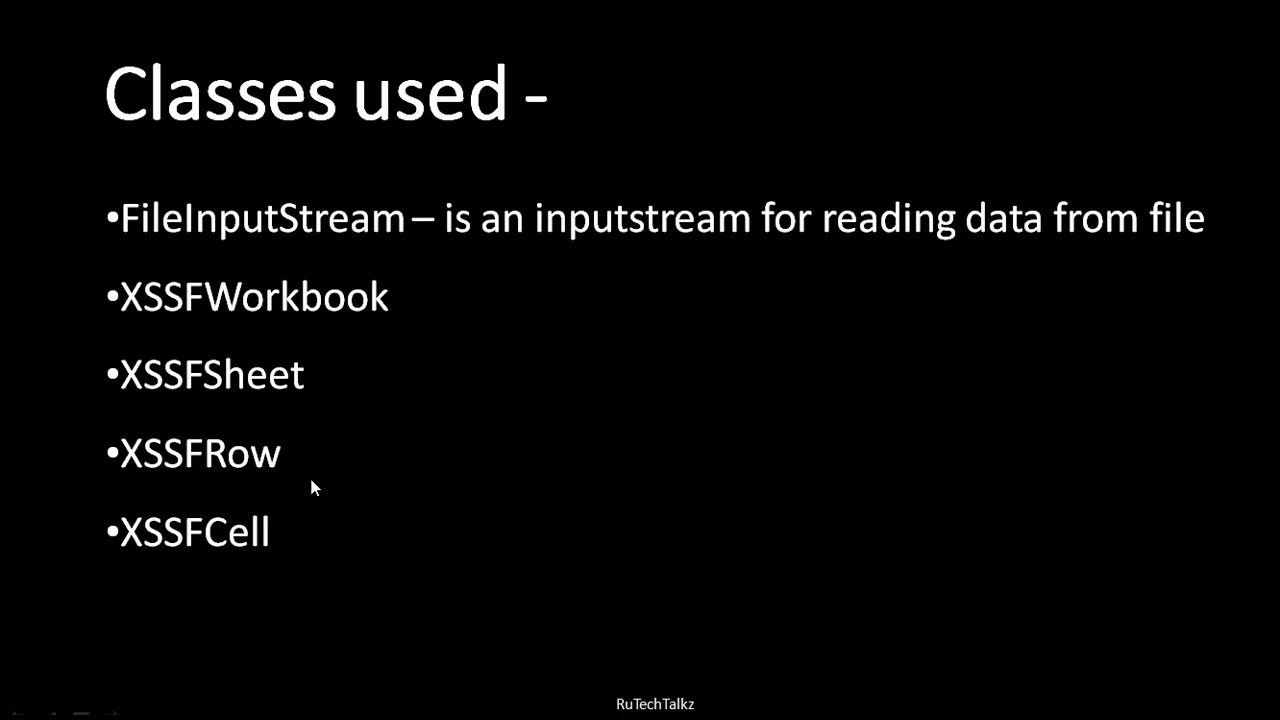 Classes used -
•FileInputStream – is an inputstream for reading data from file
•XSSFWorkbook
•XSSFSheet
•XSSFRow
•XSSFCell
RuTechTalkz